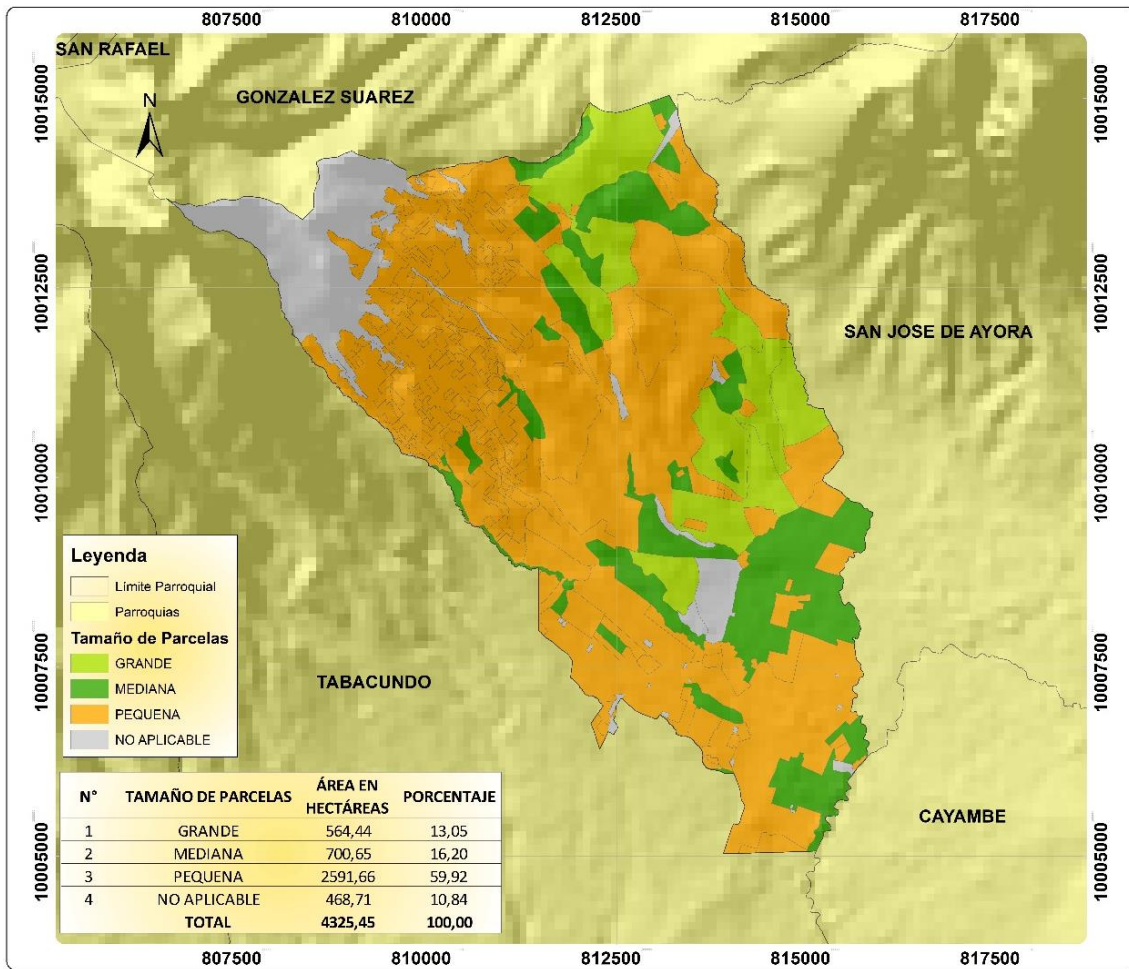 807500 810000 812500 815000 817500
SAN RAFAEL
GONZALEZ SUAREZ
N
10015000
10015000
10012500
10012500
SAN JOSE DE AYORA
10010000
10010000
Leyenda
Límite Parroquial
Parroquias
Tamaño de Parcelas
GRANDE
MEDIANA
PEQUENA
NO APLICABLE
10007500
10007500
TABACUNDO
CAYAMBE
N° TAMAÑO DE PARCELAS ÁREA EN HECTÁREAS PORCENTAJE
1 GRANDE 564,44 13,05
2 MEDIANA 700,65 16,20
3 PEQUENA 2591,66 59,92
4 NO APLICABLE 468,71 10,84
TOTAL 4325,45 100,00
10005000
10005000
807500 810000 812500 815000 817500